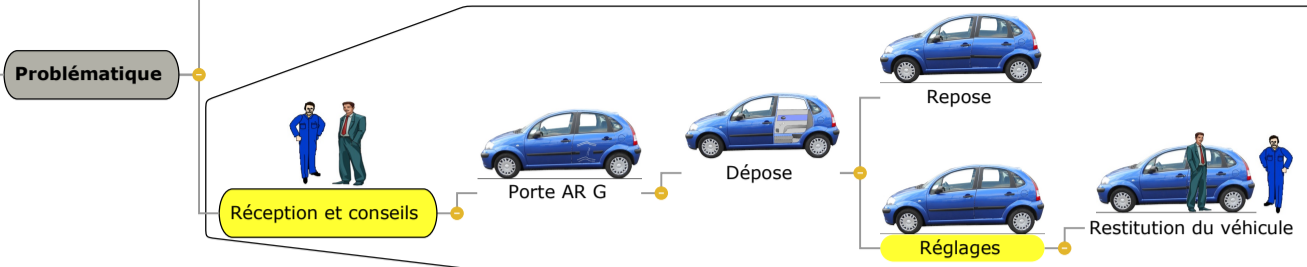 Problématique
Réception et conseils
Porte AR G
Dépose
Repose
Réglages
Restitution du véhicule